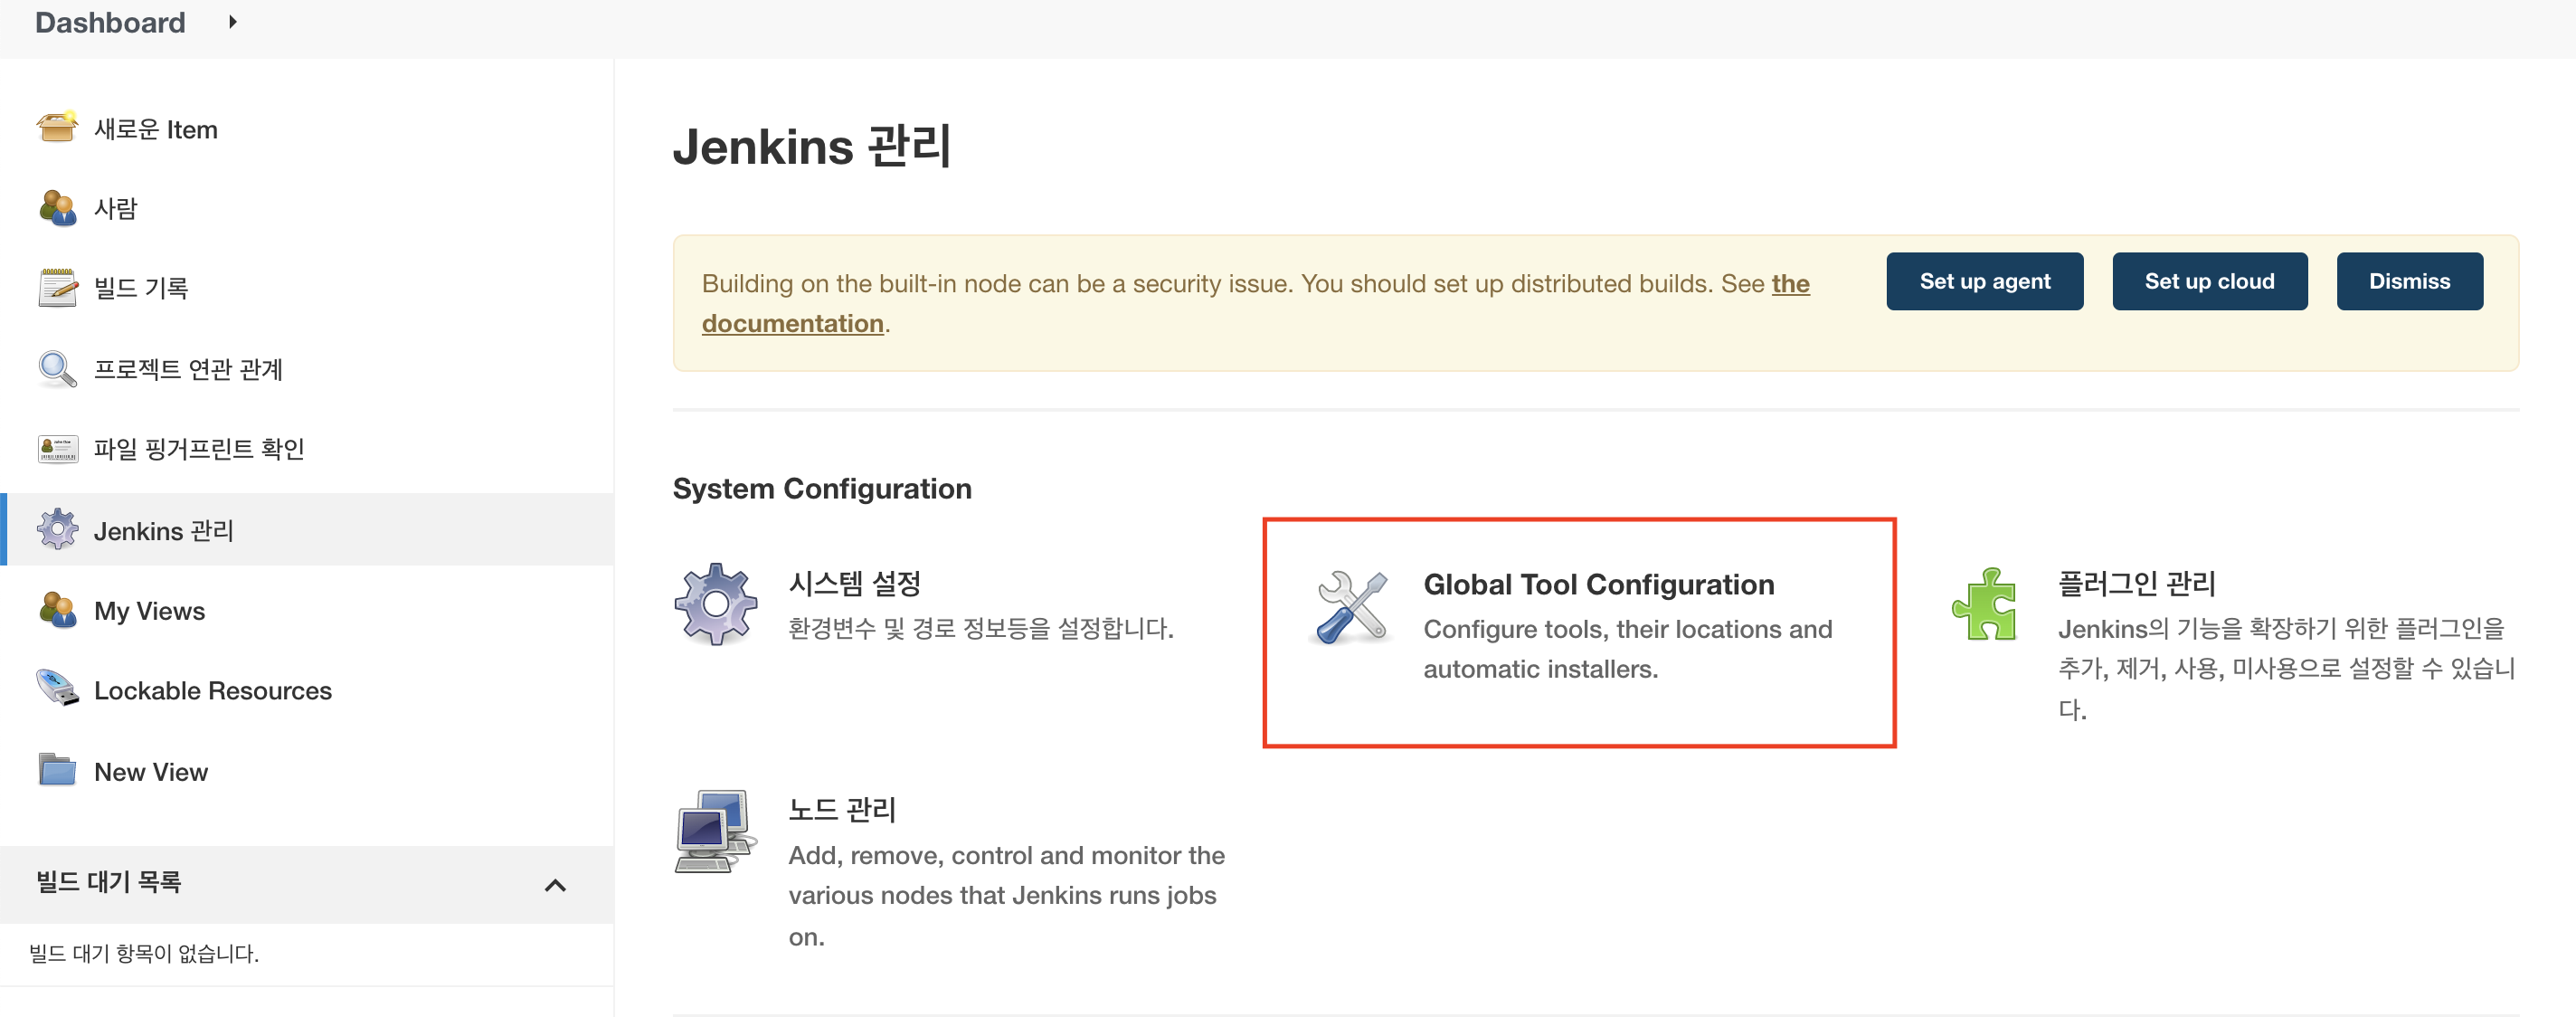 Dashboard
새로운 Item
사람
빌드 기록
프로젝트 연관 관계
파일 핑거프린트 확인
Jenkins 관리
My Views
Lockable Resources
New View
빌드 대기 목록
빌드 대기 항목이 없습니다.
Jenkins 관리
Building on the built-in node can be a security issue. You should set up distributed builds. See the
documentation.
Set up agent
Set up cloud
Dismiss
System Configuration
시스템 설정
환경변수 및 경로 정보등을 설정합니다.
Global Tool Configuration
Configure tools, their locations and
automatic installers.
플러그인 관리
Jenkins의 기능을 확장하기 위한 플러그인을
추가, 제거, 사용, 미사용으로 설정할 수 있습니
다.
노드 관리
Add, remove, control and monitor the
various nodes that Jenkins runs jobs
on.